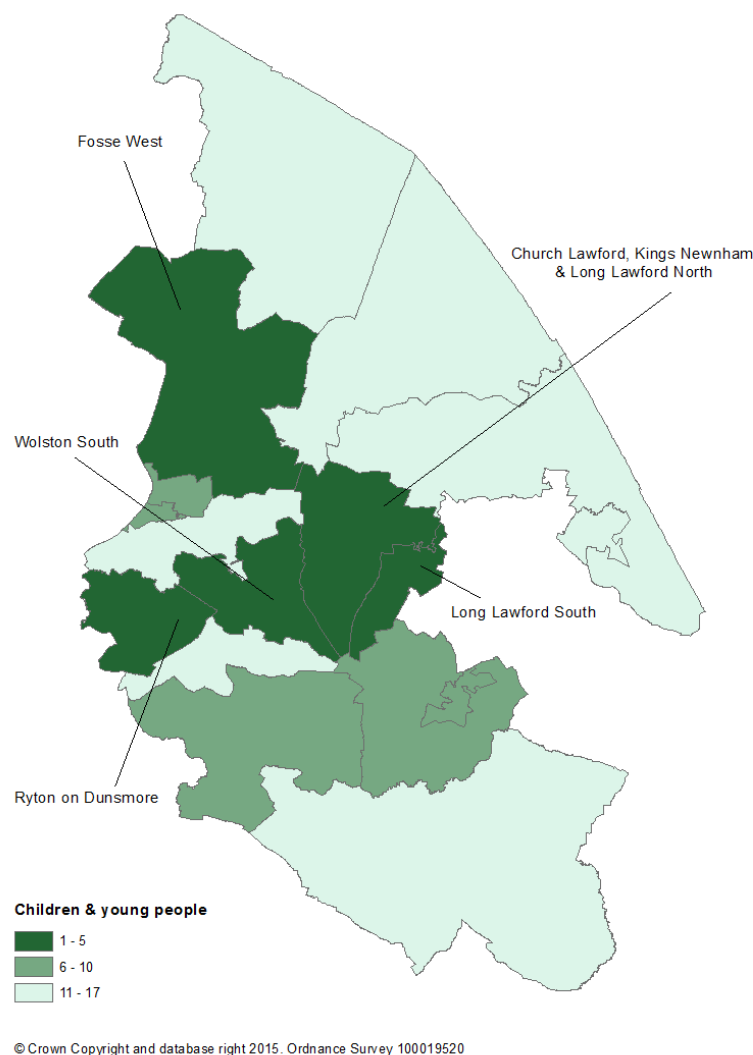 Fosse West
Church Lawford, Kings Newnham
& Long Lawford North
Wolston South
Long Lawford South
Ryton on Dunsmore
Children & young people
1 - 5
6 - 10
11 - 17
© Crown Copyright and database right 2015. Ordnance Survey 100019520